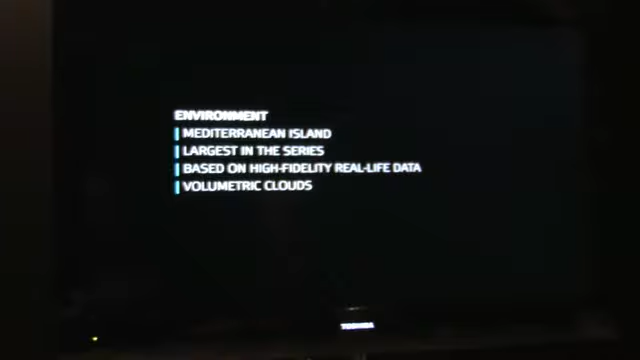 ENVIRONMENT
MEDITERRANEAN ISLAND
LARGEST IN THE SERIES
BASED ON HIGH-FIDELITY REAL-LIFE DATA
VOLUMETRIC CLOUDS
TOSHIBA